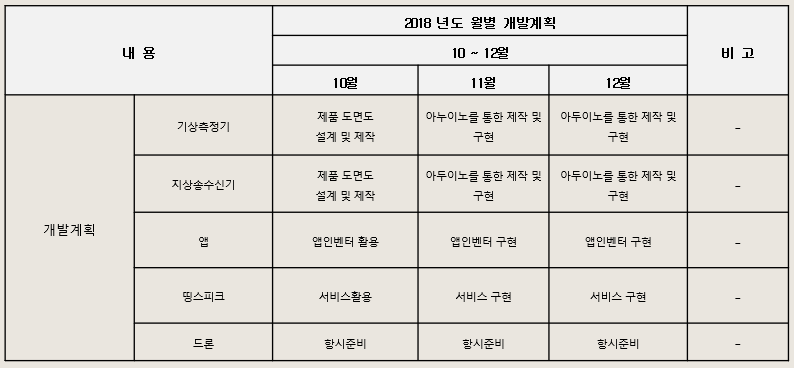 내 용
2018 년도 월별 개발계획
비 고
10 ~ 12월
10월
11월
12월
개발계획
기상측정기
제품 도면도
설계 및 제작
아누이노를 통한 제작 및
구현
아두이노를 통한 제작 및
구현
-
지상송수신기
제품 도면도
설계 및 제작
아두이노를 통한 제작 및
구현
아두이노를 통한 제작 및
구현
-
앱
앱인벤터 활용
앱인벤터 구현
앱인벤터 구현
-
띵스피크
서비스활용
서비스 구현
서비스 구현
-
드론
항시준비
항시준비
항시준비
-